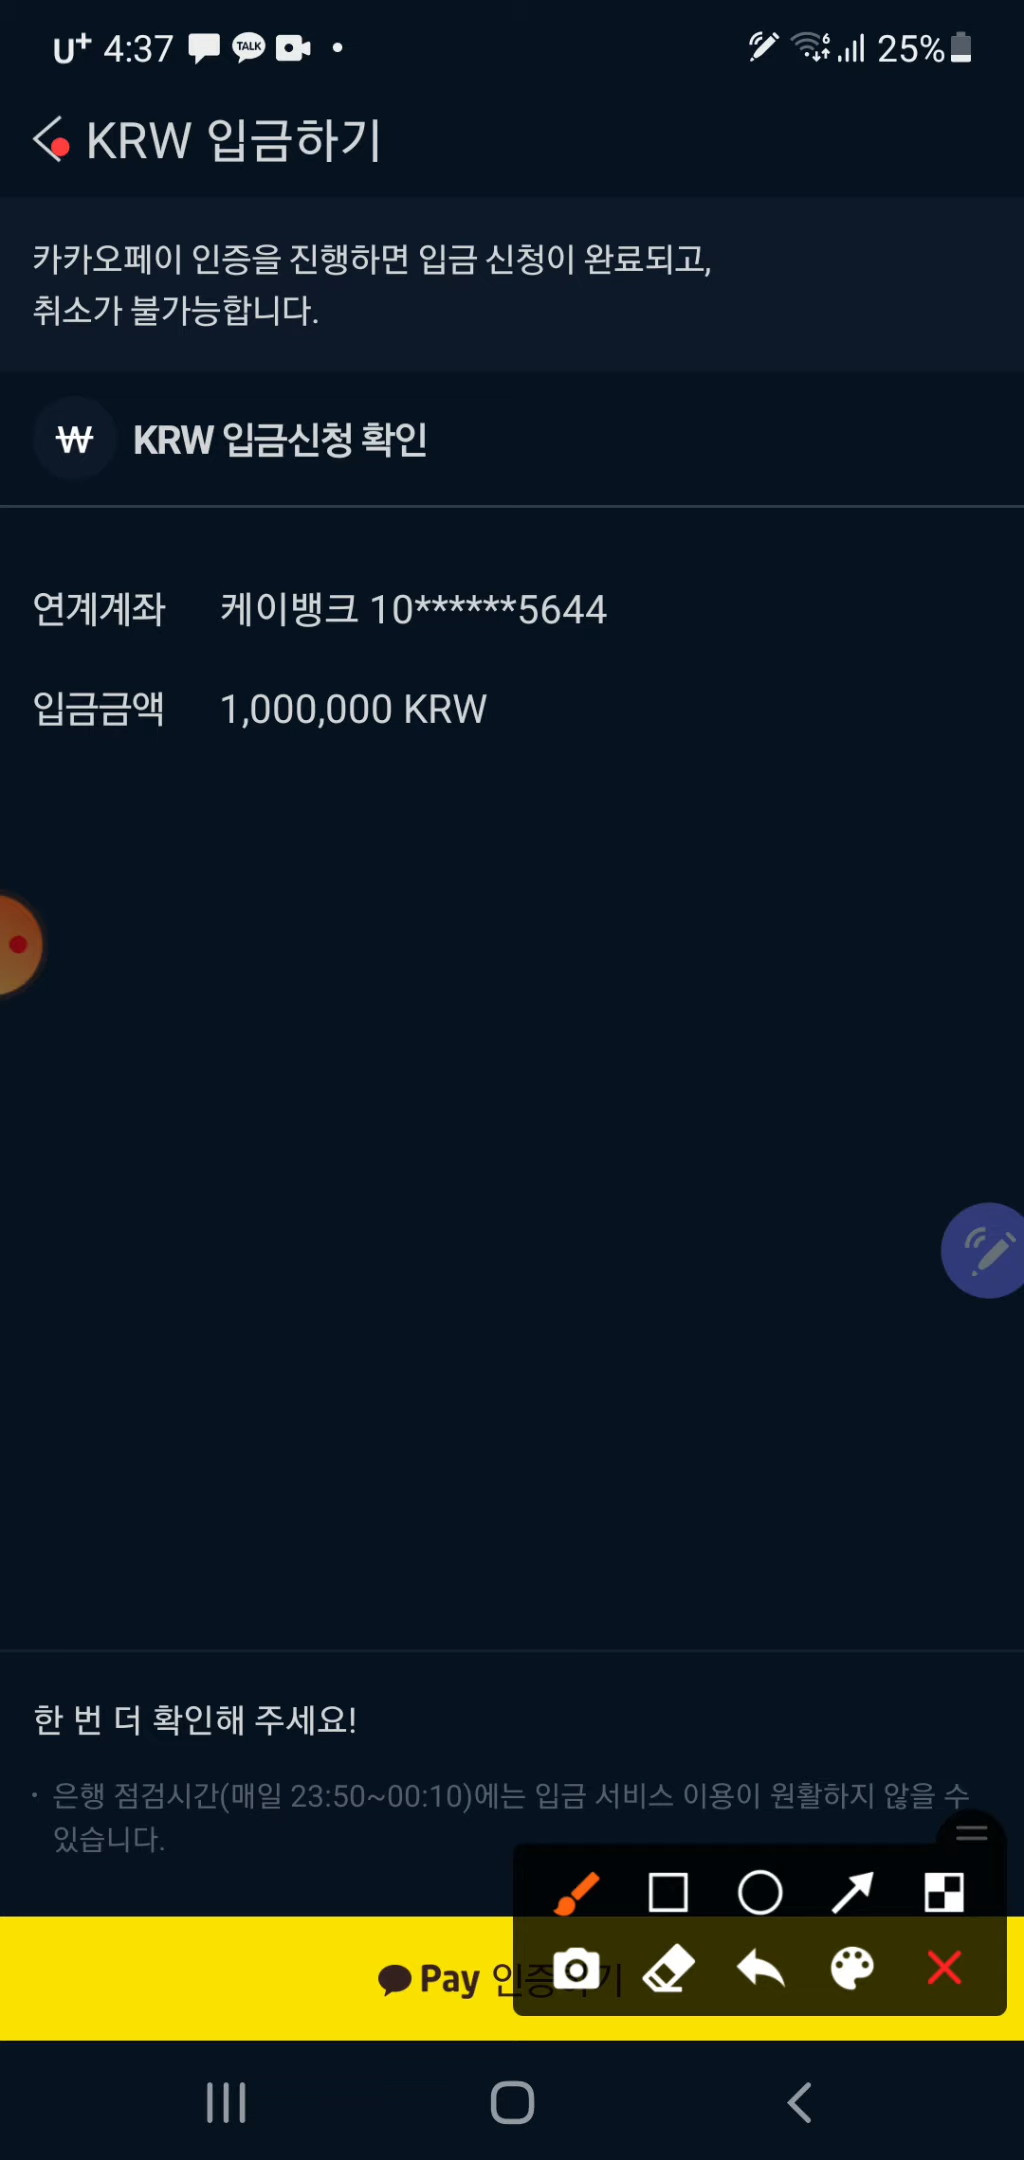 U+ 4:37 TALK 6 25%
KRW 입금하기
카카오페이 인증을 진행하면 입금 신청이 완료되고,
취소가 불가능합니다.
₩ KRW 입금신청 확인
연계계좌 케이뱅크 10******5644
입금금액 1,000,000 KRW
한 번 더 확인해 주세요!
· 은행 점검시간(매일 23:50~00:10)에는 입금 서비스 이용이 원활하지 않을 수
있습니다.
Pay 인증하기